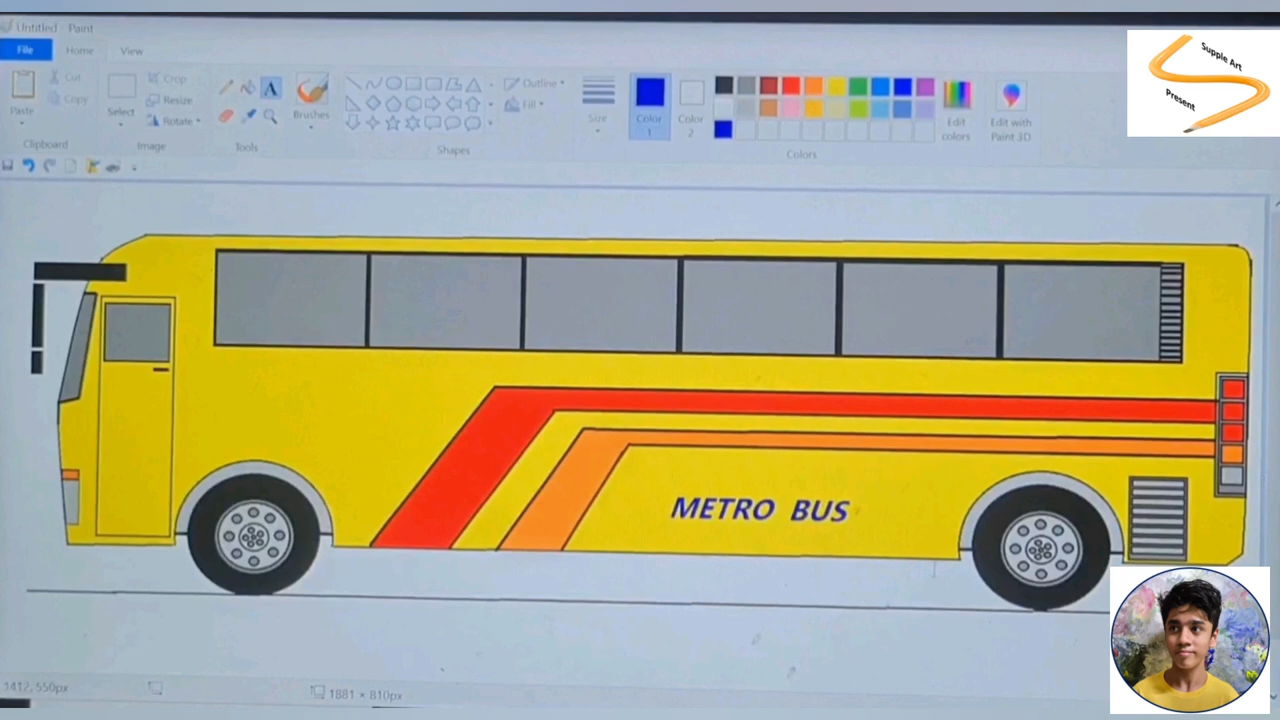 Untitled - Paint
File Home View
Paste
Cut
Copy
Clipboard
Select
Crop
Resize
Rotate
Image
A
Tools
Brushes
Shapes
Outline
Fill
Size
Color
1
Color
2
Colors
Edit
colors
Edit with
Paint 3D
Supple Art
Present
METRO BUS
1412, 550px
1881 × 810px